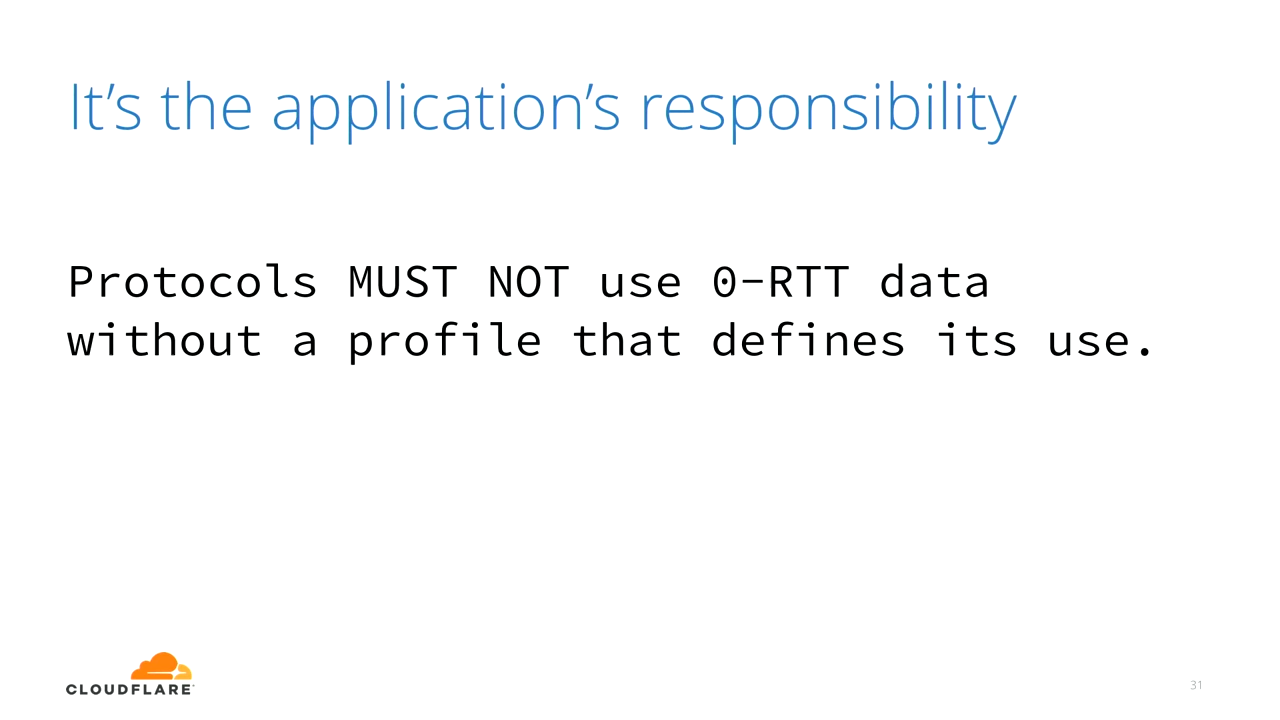 It’s the application’s responsibility
Protocols MUST NOT use 0-RTT data
without a profile that defines its use.
CLOUDFLARE
31